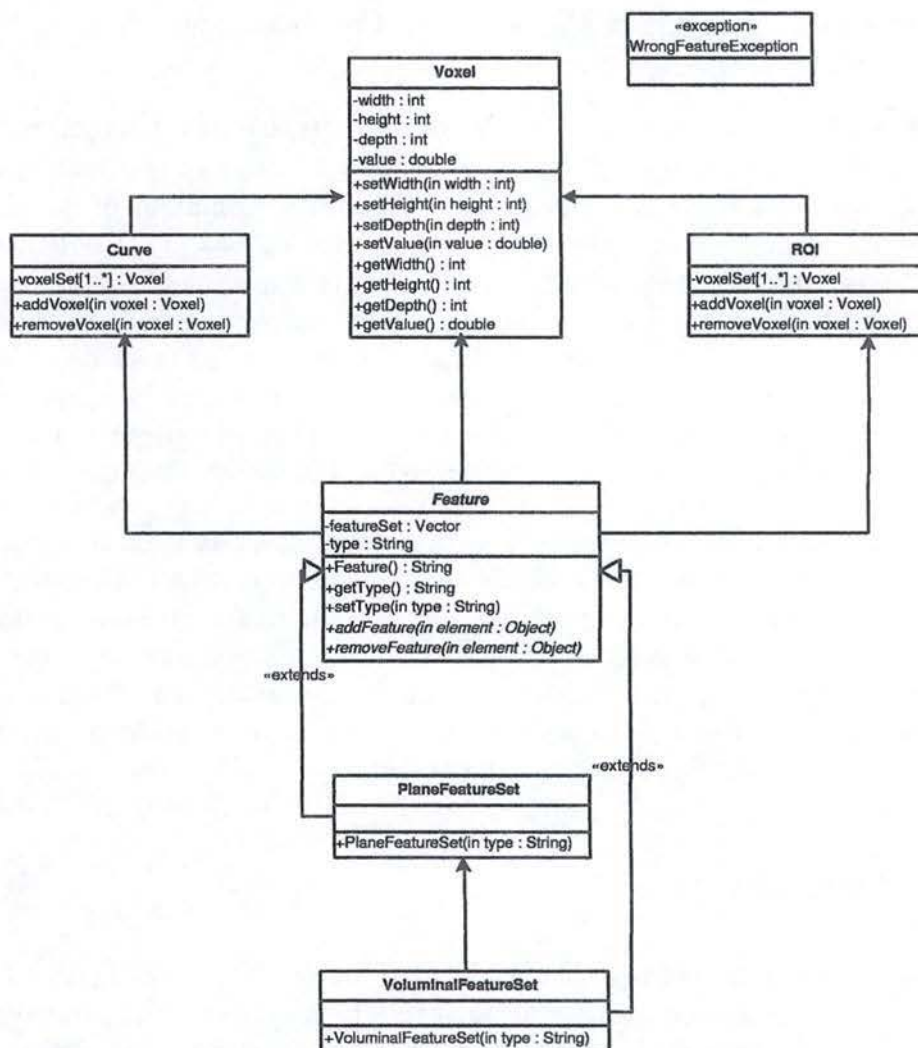 «exception»
WrongFeatureException
Voxel
-width : int
-height : int
-depth : int
-value : double
+setWidth(in width : int)
+setHeight(in height : int)
+setDepth(in depth : int)
+setValue(in value : double)
+getWidth() : int
+getHeight() : int
+getDepth() : int
+getValue() : double
Curve
-voxelSet[1..*] : Voxel
+addVoxel(in voxel : Voxel)
+removeVoxel(in voxel : Voxel)
ROI
-voxelSet[1..*] : Voxel
+addVoxel(in voxel : Voxel)
+removeVoxel(in voxel : Voxel)
Feature
-featureSet : Vector
-type : String
+Feature() : String
+getType() : String
+setType(in type : String)
+addFeature(in element : Object)
+removeFeature(in element : Object)
«extends»
«extends»
PlaneFeatureSet
+PlaneFeatureSet(in type : String)
VoluminalFeatureSet
+VoluminalFeatureSet(in type : String)